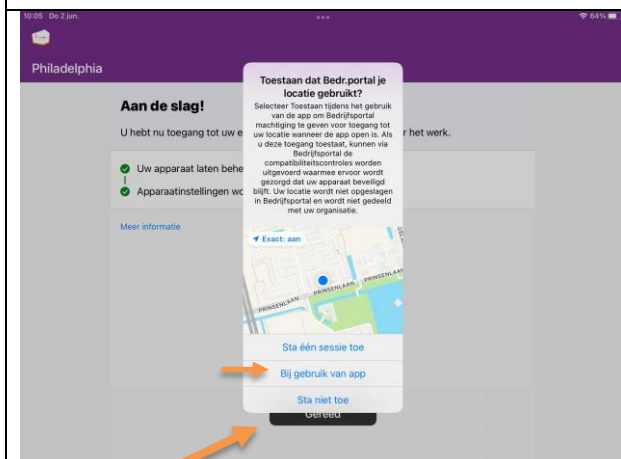 10:05 Do 2 jun.
64%
Philadelphia
Aan de slag!
U hebt nu toegang tot uw e
r het werk.
Uw apparaat laten behe
Apparaatinstellingen wo
Meer informatie
Toestaan dat Bedr.portal je
locatie gebruikt?
Selecteer Toestaan tijdens het gebruik
van de app om Bedrijfsportal
machtiging te geven voor toegang tot
uw locatie wanneer de app open is. Als
u deze toegang toestaat, kunnen via
Bedrijfsportal de
compatibiliteitscontroles worden
uitgevoerd waarmee ervoor wordt
gezorgd dat uw apparaat beveiligd
blijft. Uw locatie wordt niet opgeslagen
in Bedrijfsportal en wordt niet gedeeld
met uw organisatie.
Exact: aan
PRINSENLAAN
PRINSENLAAN
PRINSENLAAN
Sta één sessie toe
Bij gebruik van app
Sta niet toe
Gereed